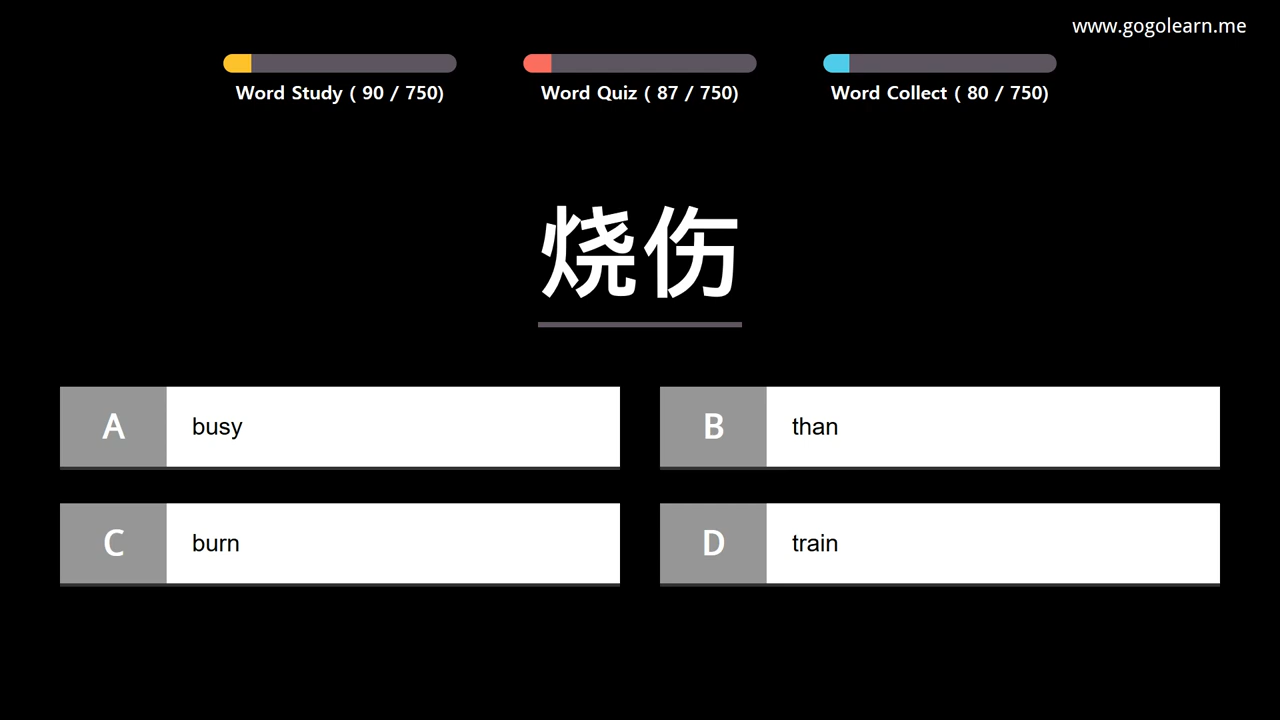 www.gogolearn.me
Word Study ( 90 / 750)
Word Quiz ( 87 / 750)
Word Collect ( 80 / 750)
烧伤
A busy
B than
C burn
D train